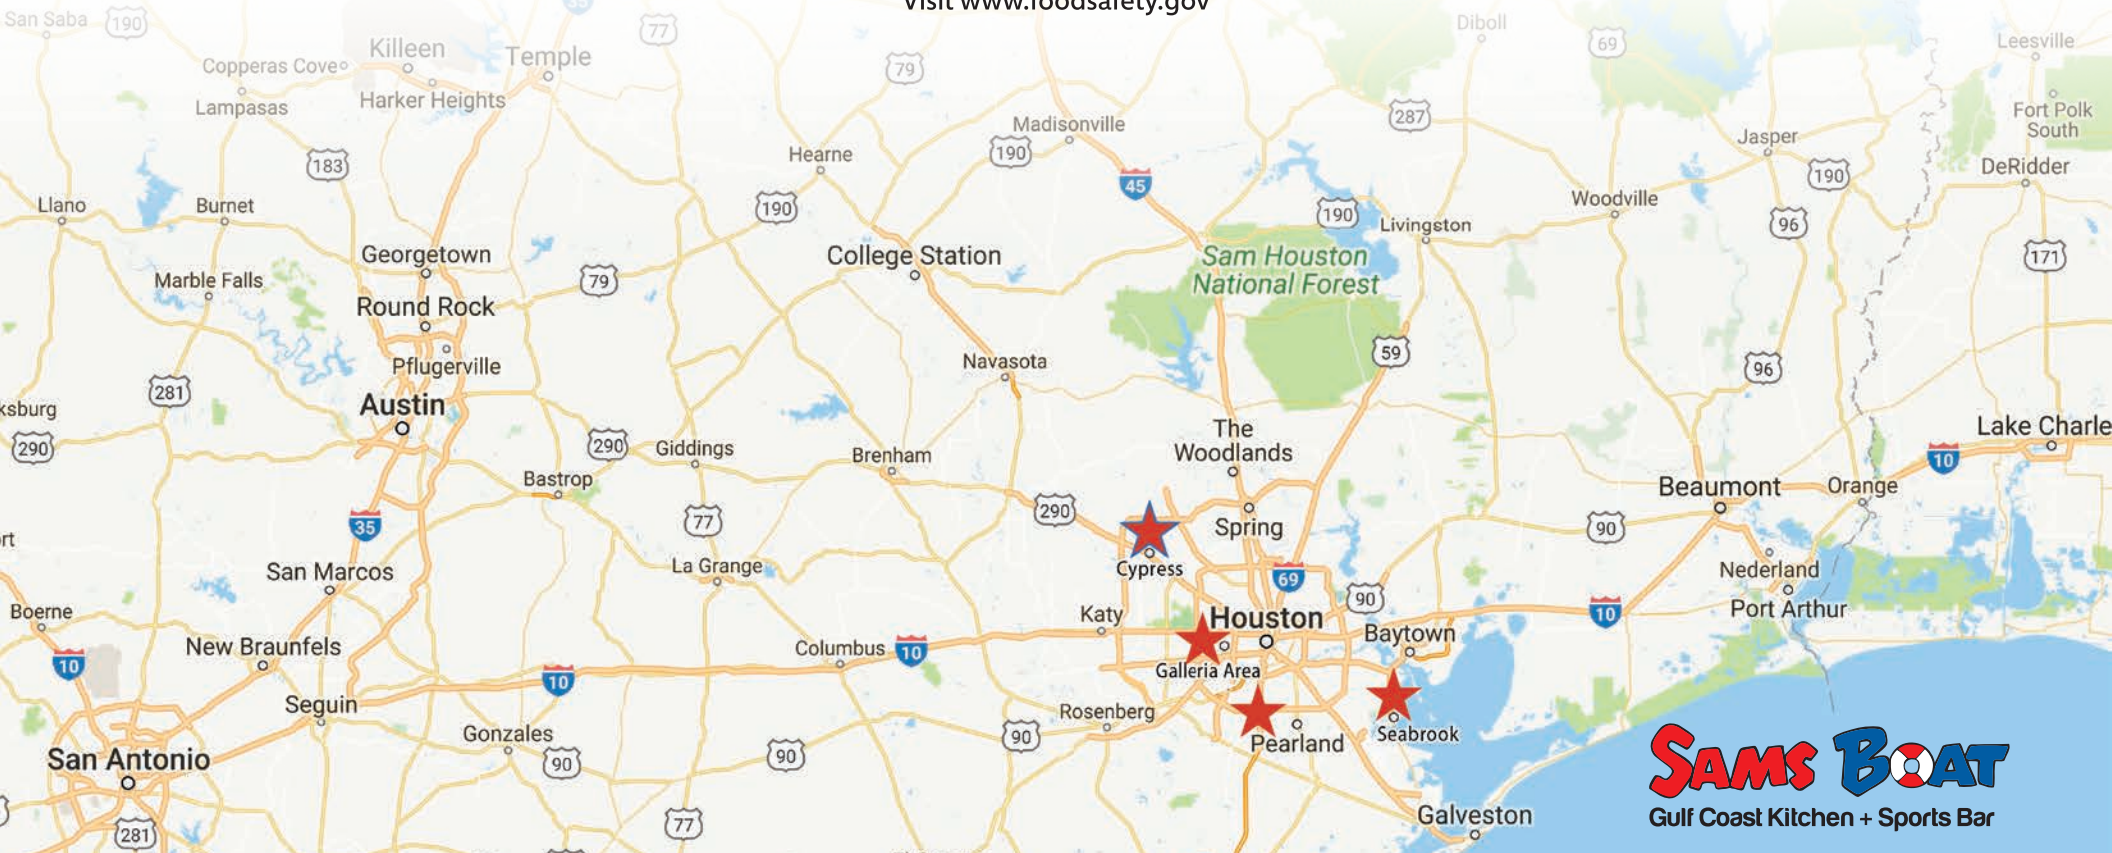 Visit www.foodsafety.gov
San Saba
190
35
77
Diboll
69
Leesville
Killeen
Temple
Copperas Cove
79
Harker Heights
Lampasas
287
Fort Polk
South
Madisonville
190
Jasper
Hearne
183
45
190
DeRidder
Llano
Burnet
190
190
Livingston
Woodville
96
Georgetown
College Station
Sam Houston
National Forest
171
Marble Falls
79
Round Rock
Pflugerville
Navasota
59
96
281
Austin
ksburg
290
290
Giddings
Brenham
The
Woodlands
Lake Charle
10
Bastrop
Beaumont
Orange
35
77
290
Spring
90
rt
San Marcos
La Grange
Cypress
69
Nederland
Boerne
90
10
Port Arthur
Katy
Houston
Baytown
New Braunfels
10
Columbus
10
Galleria Area
10
Seguin
Rosenberg
Gonzales
90
90
90
Pearland
Seabrook
San Antonio
SAMS BOAT
Gulf Coast Kitchen + Sports Bar
Galveston
281
77